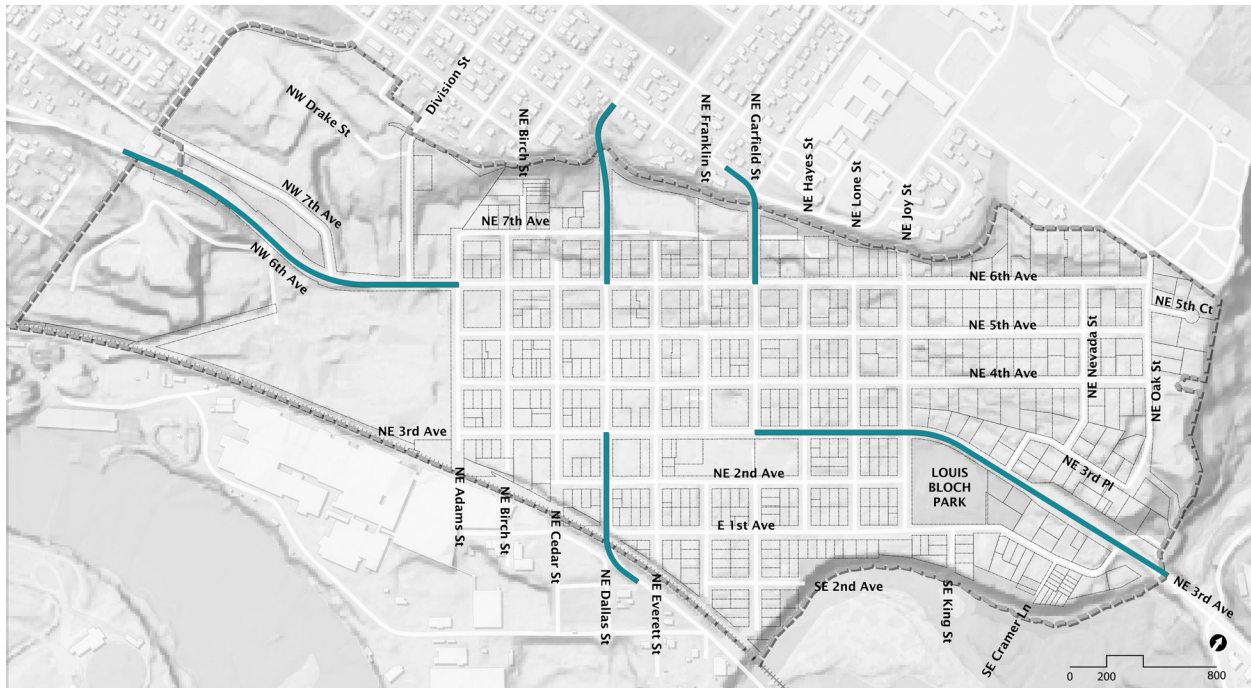 Division St
NW Drake St
NE Birch St
NE Franklin St
NE Garfield St
NE Hayes St
NE Lone St
NE Joy St
NW 7th Ave
NE 7th Ave
NW 6th Ave
NE 6th Ave
NE 5th Ct
NE 5th Ave
NE Nevada St
NE Oak St
NE 4th Ave
NE 3rd Ave
NE 2nd Ave
LOUIS
BLOCH
PARK
NE 3rd Pl
E 1st Ave
NE Adams St
NE Birch St
NE Cedar St
NE Dallas St
NE Everett St
SE 2nd Ave
SE King St
SE Cramer Ln
NE 3rd Ave
0 200 800